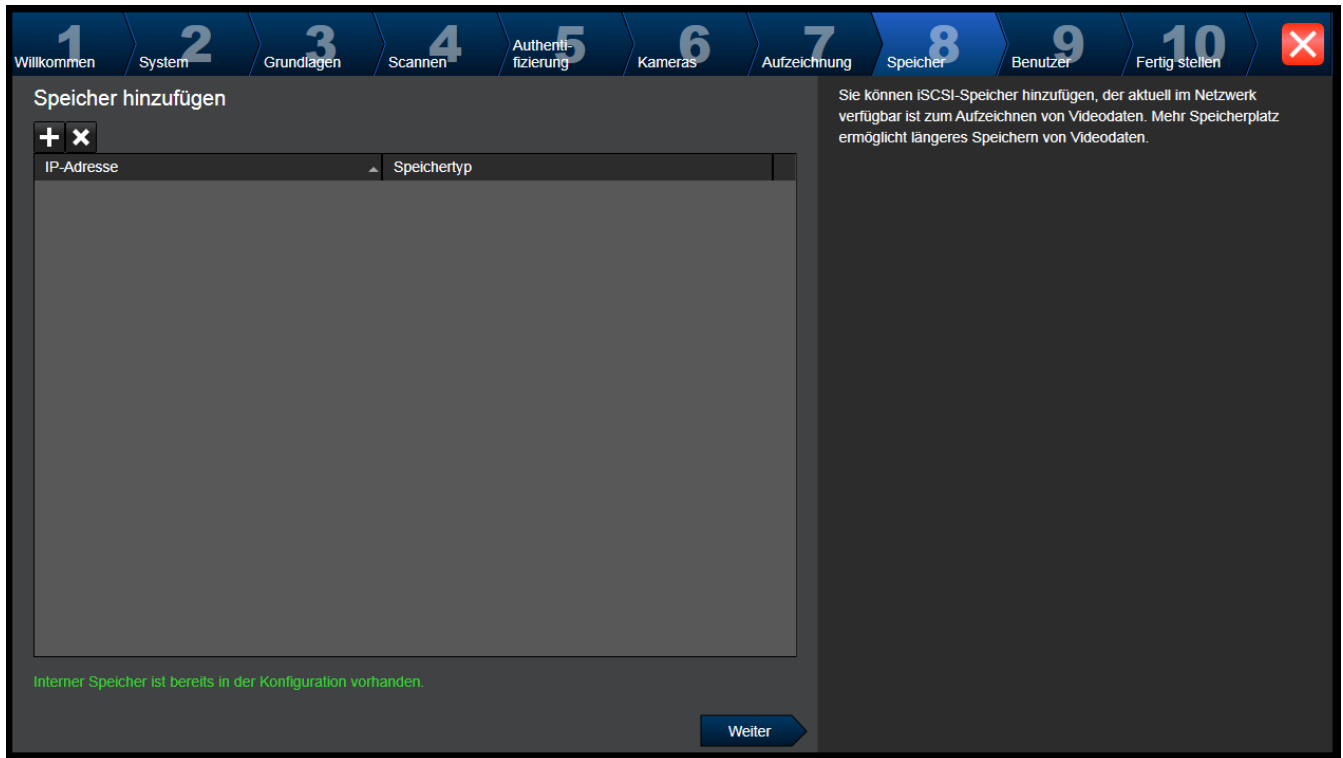 1 Willkommen
2 System
3 Grundlagen
4 Scannen
5 Authenti-
fizierung
6 Kameras
7 Aufzeichnung
8 Speicher
9 Benutzer
10 Fertig stellen
Speicher hinzufügen
IP-Adresse Speichertyp
Interner Speicher ist bereits in der Konfiguration vorhanden.
Weiter
Sie können iSCSI-Speicher hinzufügen, der aktuell im Netzwerk
verfügbar ist zum Aufzeichnen von Videodaten. Mehr Speicherplatz
ermöglicht längeres Speichern von Videodaten.